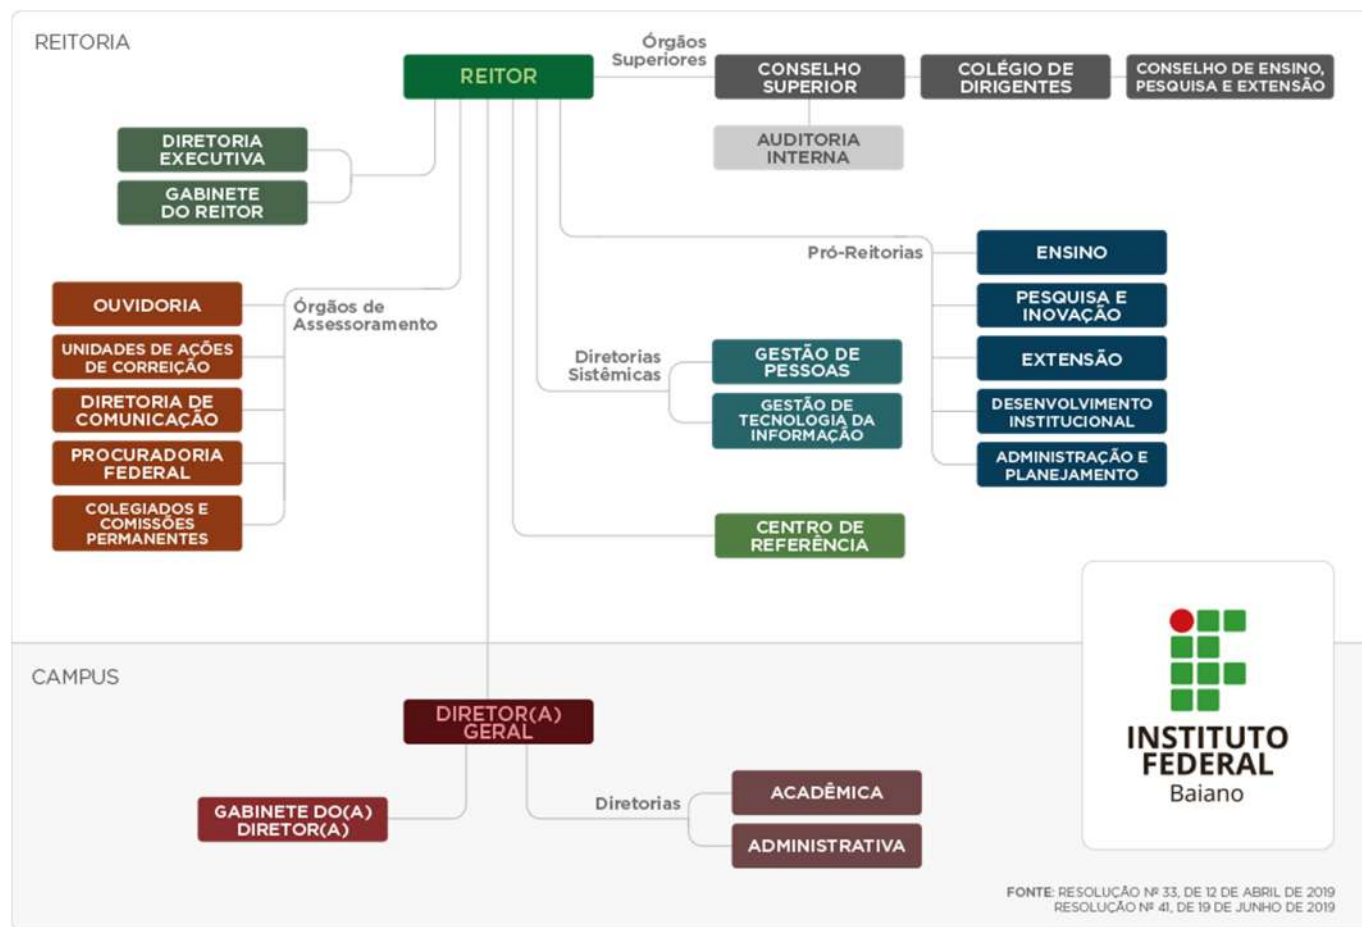 REITORIA
REITOR
Órgãos
Superiores
CONSELHO
SUPERIOR
COLÉGIO DE
DIRIGENTES
CONSELHO DE ENSINO,
PESQUISA E EXTENSÃO
AUDITORIA
INTERNA
DIRETORIA
EXECUTIVA
GABINETE
DO REITOR
Pró-Reitorias
ENSINO
PESQUISA E
INOVAÇÃO
EXTENSÃO
DESENVOLVIMENTO
INSTITUCIONAL
ADMINISTRAÇÃO E
PLANEJAMENTO
Órgãos de
Assessoramento
OUVIDORIA
UNIDADES DE AÇÕES
DE CORREIÇÃO
DIRETORIA DE
COMUNICAÇÃO
PROCURADORIA
FEDERAL
COLEGIADOS E
COMISSÕES
PERMANENTES
Diretorias
Sistêmicas
GESTÃO DE
PESSOAS
GESTÃO DE
TECNOLOGIA DA
INFORMAÇÃO
CENTRO DE
REFERÊNCIA
CAMPUS
DIRETOR(A)
GERAL
GABINETE DO(A)
DIRETOR(A)
Diretorias
ACADÊMICA
ADMINISTRATIVA
INSTITUTO
FEDERAL
Baiano
FONTE: RESOLUÇÃO Nº 33, DE 12 DE ABRIL DE 2019
RESOLUÇÃO Nº 41, DE 19 DE JUNHO DE 2019